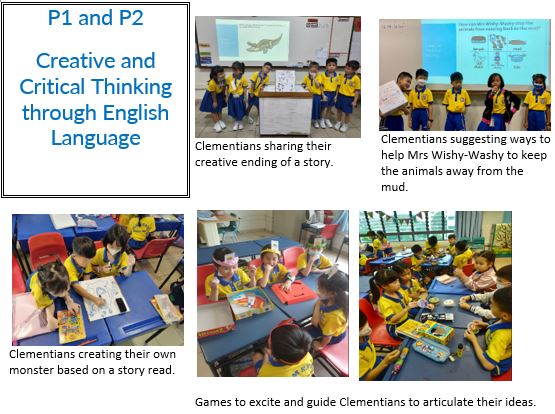 P1 and P2
Creative and
Critical Thinking
through English
Language
Clementians sharing their
creative ending of a story.
How can Mrs Wishy-Washy stop the
animals from running back to the mud?
Clementians suggesting ways to
help Mrs Wishy-Washy to keep
the animals away from the
mud.
Clementians creating their own
monster based on a story read.
Games to excite and guide Clementians to articulate their ideas.